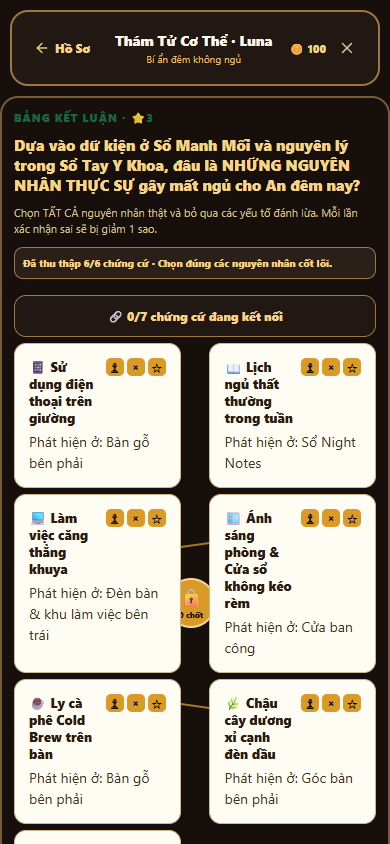 ← Hồ Sơ
Thám Tử Cơ Thể · Luna
Bí ẩn đêm không ngủ
100 ×
BẢNG KẾT LUẬN · ⭐3
Dựa vào dữ kiện ở Sổ Manh Mối và nguyên lý
trong Sổ Tay Y Khoa, đâu là NHỮNG NGUYÊN
NHÂN THỰC SỰ gây mất ngủ cho An đêm nay?
Chọn TẤT CẢ nguyên nhân thật và bỏ qua các yếu tố đánh lừa. Mỗi lần
xác nhận sai sẽ bị giảm 1 sao.
Đã thu thập 6/6 chứng cứ · Chọn đúng các nguyên nhân cốt lõi.
🔗 0/7 chứng cứ đang kết nối
Sử
dụng điện
thoại trên
giường
Phát hiện ở: Bàn gỗ
bên phải
Lịch
ngủ thất
thường
trong tuần
Phát hiện ở: Sổ Night
Notes
Làm
việc căng
thẳng
khuya
Phát hiện ở: Đèn bàn
& khu làm việc bên
trái
Ánh
sáng
phòng &
Cửa sổ
không kéo
rèm
Phát hiện ở: Cửa ban
công
chốt
Ly cà
phê Cold
Brew trên
bàn
Phát hiện ở: Bàn gỗ
bên phải
Chậu
cây dương
xỉ cạnh
đèn dầu
Phát hiện ở: Góc bàn
bên phải